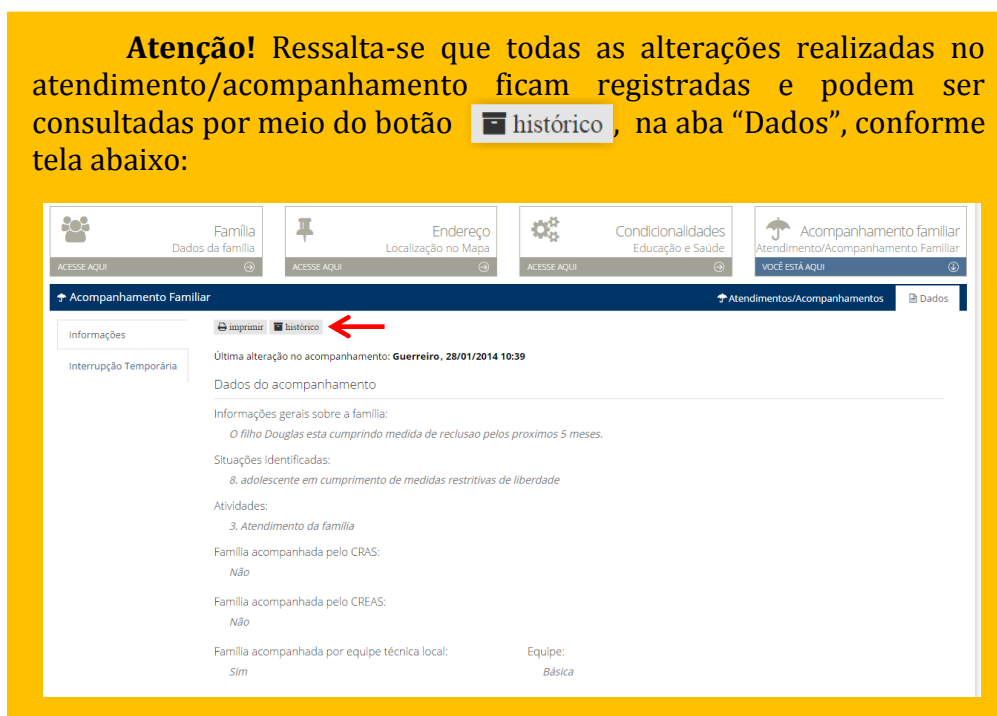 Atenção! Ressalta-se que todas as alterações realizadas no
atendimento/acompanhamento ficam registradas e podem ser
consultadas por meio do botão histórico, na aba “Dados”, conforme
tela abaixo:
Família
Dados da família
ACESSE AQUI
Endereço
Localização no Mapa
ACESSE AQUI
Condicionalidades
Educação e Saúde
ACESSE AQUI
Acompanhamento familiar
Atendimento/Acompanhamento Familiar
VOCÊ ESTÁ AQUI
Acompanhamento Familiar
Atendimentos/Acompanhamentos
Dados
Informações
Interrupção Temporária
imprimir histórico
Última alteração no acompanhamento: Guerreiro, 28/01/2014 10:39
Dados do acompanhamento
Informações gerais sobre a família:
O filho Douglas esta cumprindo medida de reclusao pelos proximos 5 meses.
Situações identificadas:
8. adolescente em cumprimento de medidas restritivas de liberdade
Atividades:
3. Atendimento da família
Família acompanhada pelo CRAS:
Não
Família acompanhada pelo CREAS:
Não
Família acompanhada por equipe técnica local:
Sim
Equipe:
Básica